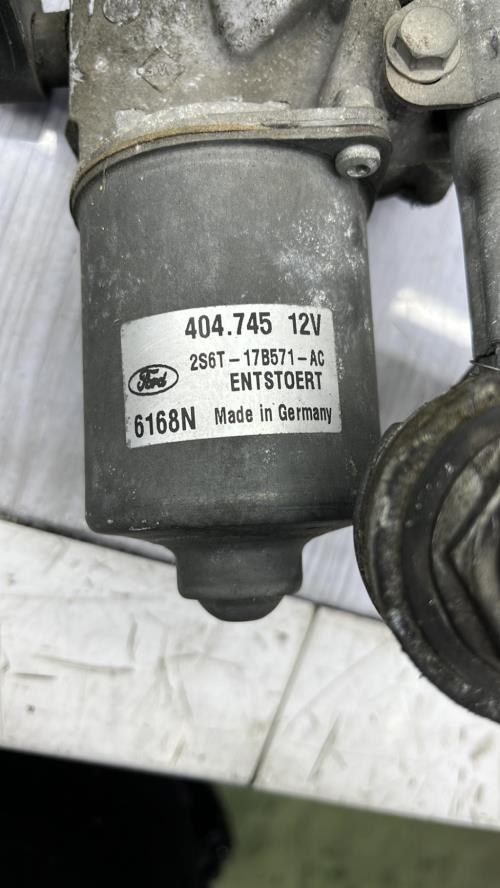 404.745 12V
2S6T-17B571-AC
Ford
ENTSTOERT
6168N Made in Germany